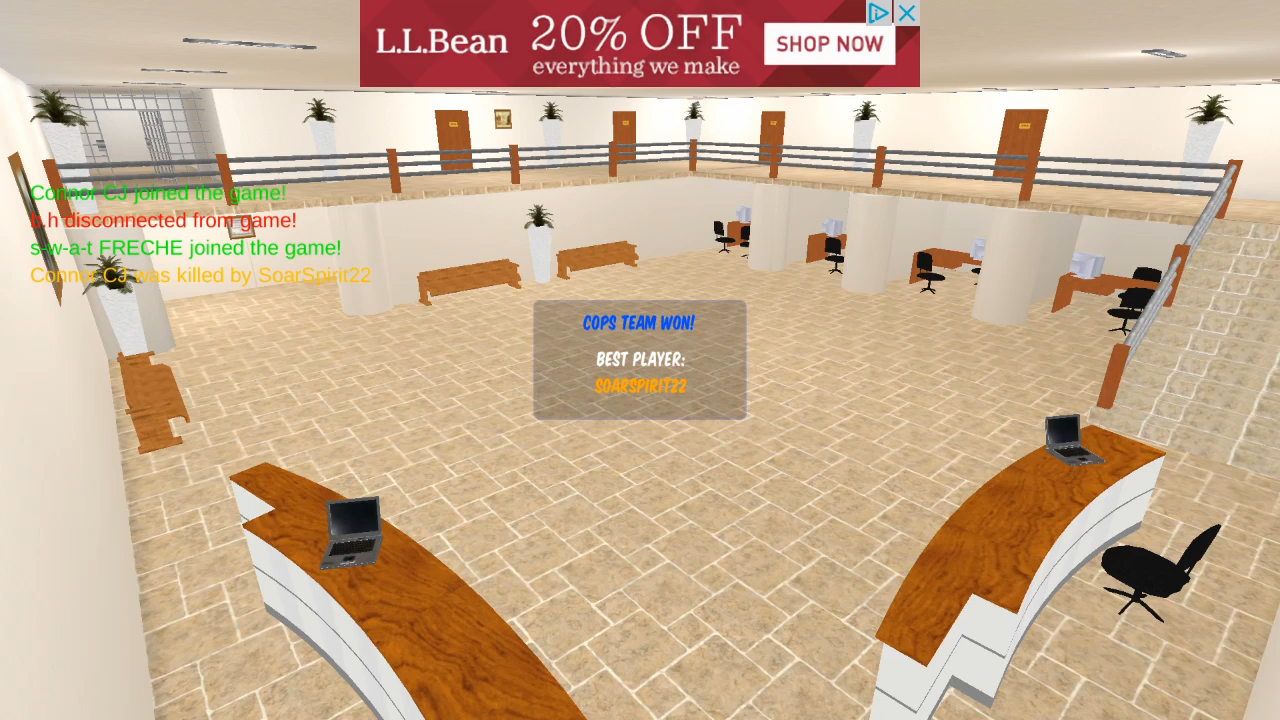 L.L.Bean
20% OFF
everything we make
SHOP NOW
Connor CJ joined the game!
b.h disconnected from game!
s-w-a-t FRECHE joined the game!
Connor CJ was killed by SoarSpirit22
COPS TEAM WON!
BEST PLAYER:
SOARSPIRIT22